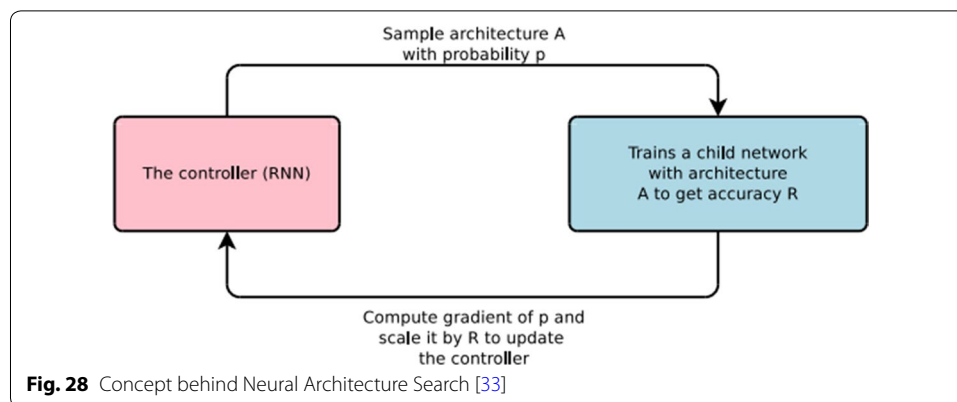 Sample architecture A
with probability p
The controller (RNN)
Trains a child network
with architecture
A to get accuracy R
Compute gradient of p and
scale it by R to update
the controller
Fig. 28 Concept behind Neural Architecture Search [33]